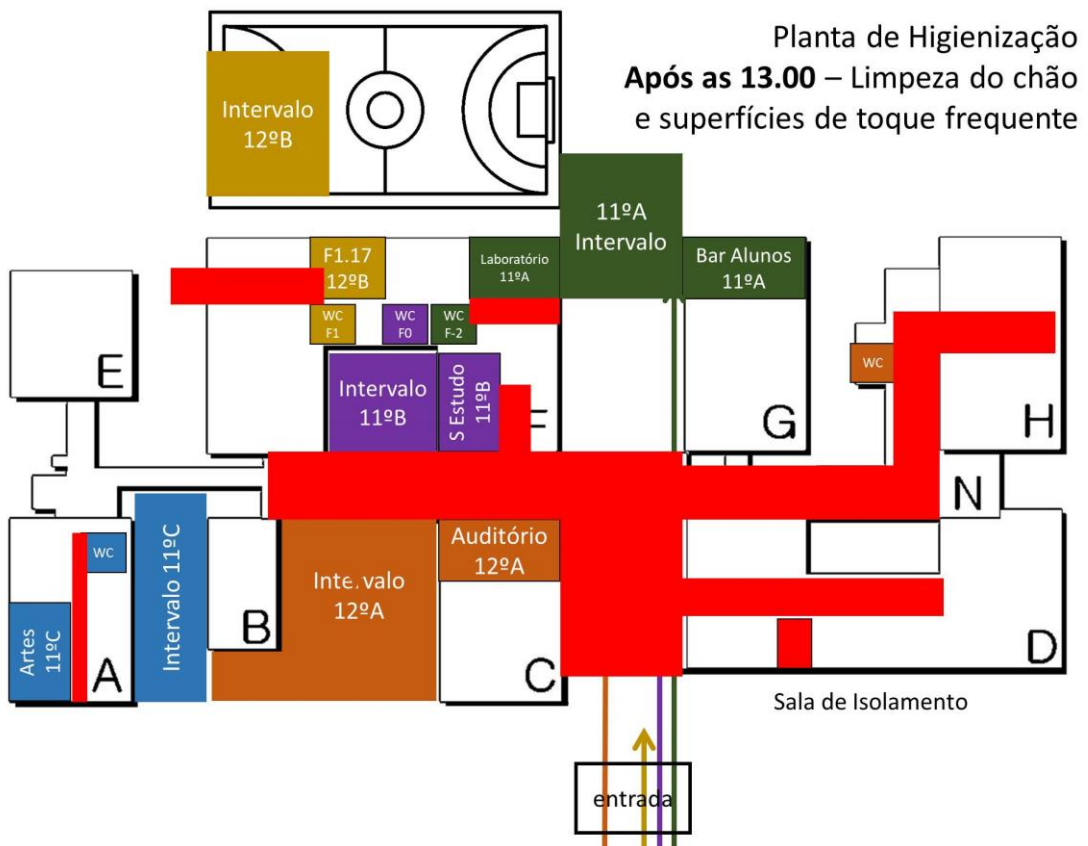 Planta de Higienização
Após as 13.00 – Limpeza do chão
e superfícies de toque frequente
Intervalo
12ºB
11ºA
Intervalo
F1.17
12ºB
Laboratório
11ºA
Bar Alunos
11ºA
WC
F1
WC
F0
WC
F-2
WC
E
Intervalo
11ºB
S Estudo
11ºB
F
G
H
N
WC
Artes
11ºC
A
Intervalo 11ºC
B
Intervalo
12ºA
Auditório
12ºA
C
D
Sala de Isolamento
entrada